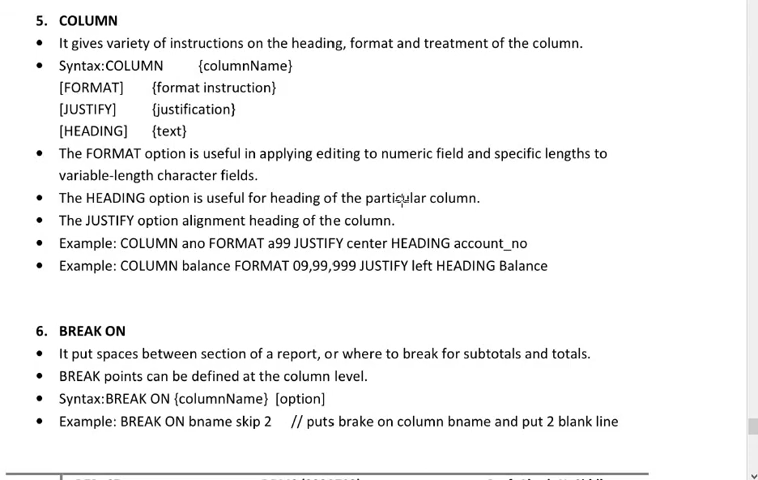 5. COLUMN
• It gives variety of instructions on the heading, format and treatment of the column.
• Syntax:COLUMN {columnName}
[FORMAT] {format instruction}
[JUSTIFY] {justification}
[HEADING] {text}
• The FORMAT option is useful in applying editing to numeric field and specific lengths to
variable-length character fields.
• The HEADING option is useful for heading of the particular column.
• The JUSTIFY option alignment heading of the column.
• Example: COLUMN ano FORMAT a99 JUSTIFY center HEADING account_no
• Example: COLUMN balance FORMAT 09,99,999 JUSTIFY left HEADING Balance
6. BREAK ON
• It put spaces between section of a report, or where to break for subtotals and totals.
• BREAK points can be defined at the column level.
• Syntax:BREAK ON {columnName} [option]
• Example: BREAK ON bname skip 2 // puts brake on column bname and put 2 blank line